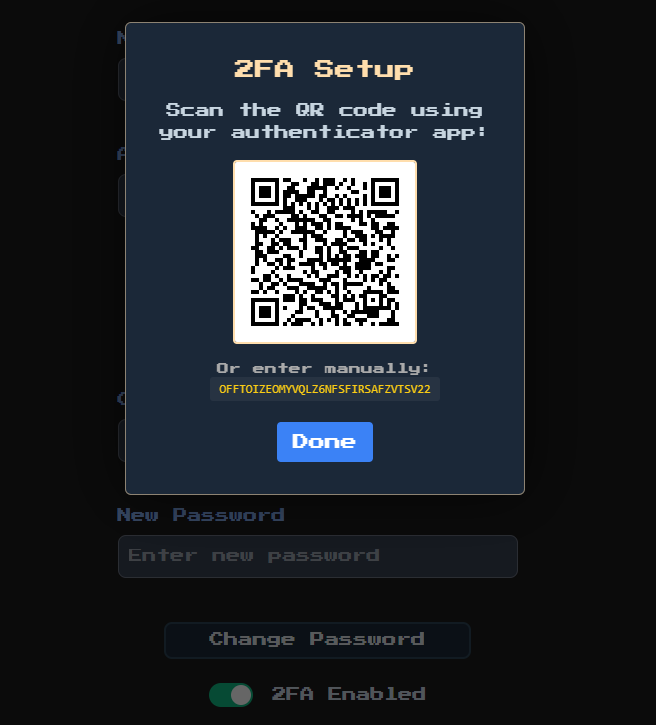 2FA Setup
Scan the QR code using
your authenticator app:
Or enter manually:
OFFTOIZEOMYVQLZ6NFSFIRSAFZVTSV22
Done
New Password
Enter new password
Change Password
2FA Enabled